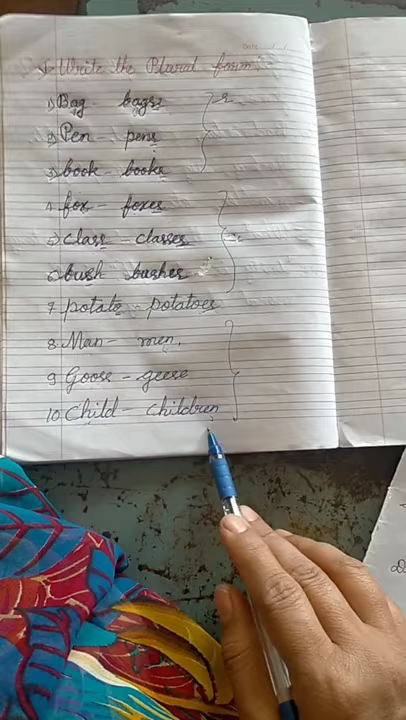 I Write the Plural form:
1) Bag - bags } s
2) Pen - pens
3) book - books
4 fox - foxes
5) class - classes } es
6 bush bushes
7 potato - potatoes
8 Man - men.
9 Goose - geese
10 Child - children